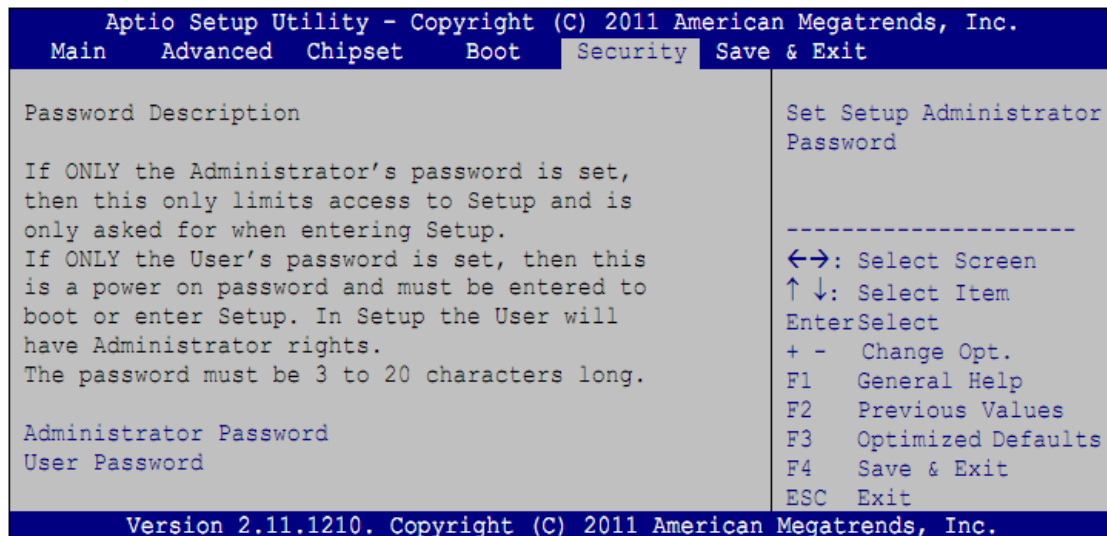 Aptio Setup Utility – Copyright (C) 2011 American Megatrends, Inc.
Main Advanced Chipset Boot Security Save & Exit
Password Description
If ONLY the Administrator's password is set,
then this only limits access to Setup and is
only asked for when entering Setup.
If ONLY the User's password is set, then this
is a power on password and must be entered to
boot or enter Setup. In Setup the User will
have Administrator rights.
The password must be 3 to 20 characters long.
Administrator Password
User Password
Set Setup Administrator
Password
---------------------
←→: Select Screen
↑ ↓: Select Item
EnterSelect
+ - Change Opt.
F1 General Help
F2 Previous Values
F3 Optimized Defaults
F4 Save & Exit
ESC Exit
Version 2.11.1210. Copyright (C) 2011 American Megatrends, Inc.